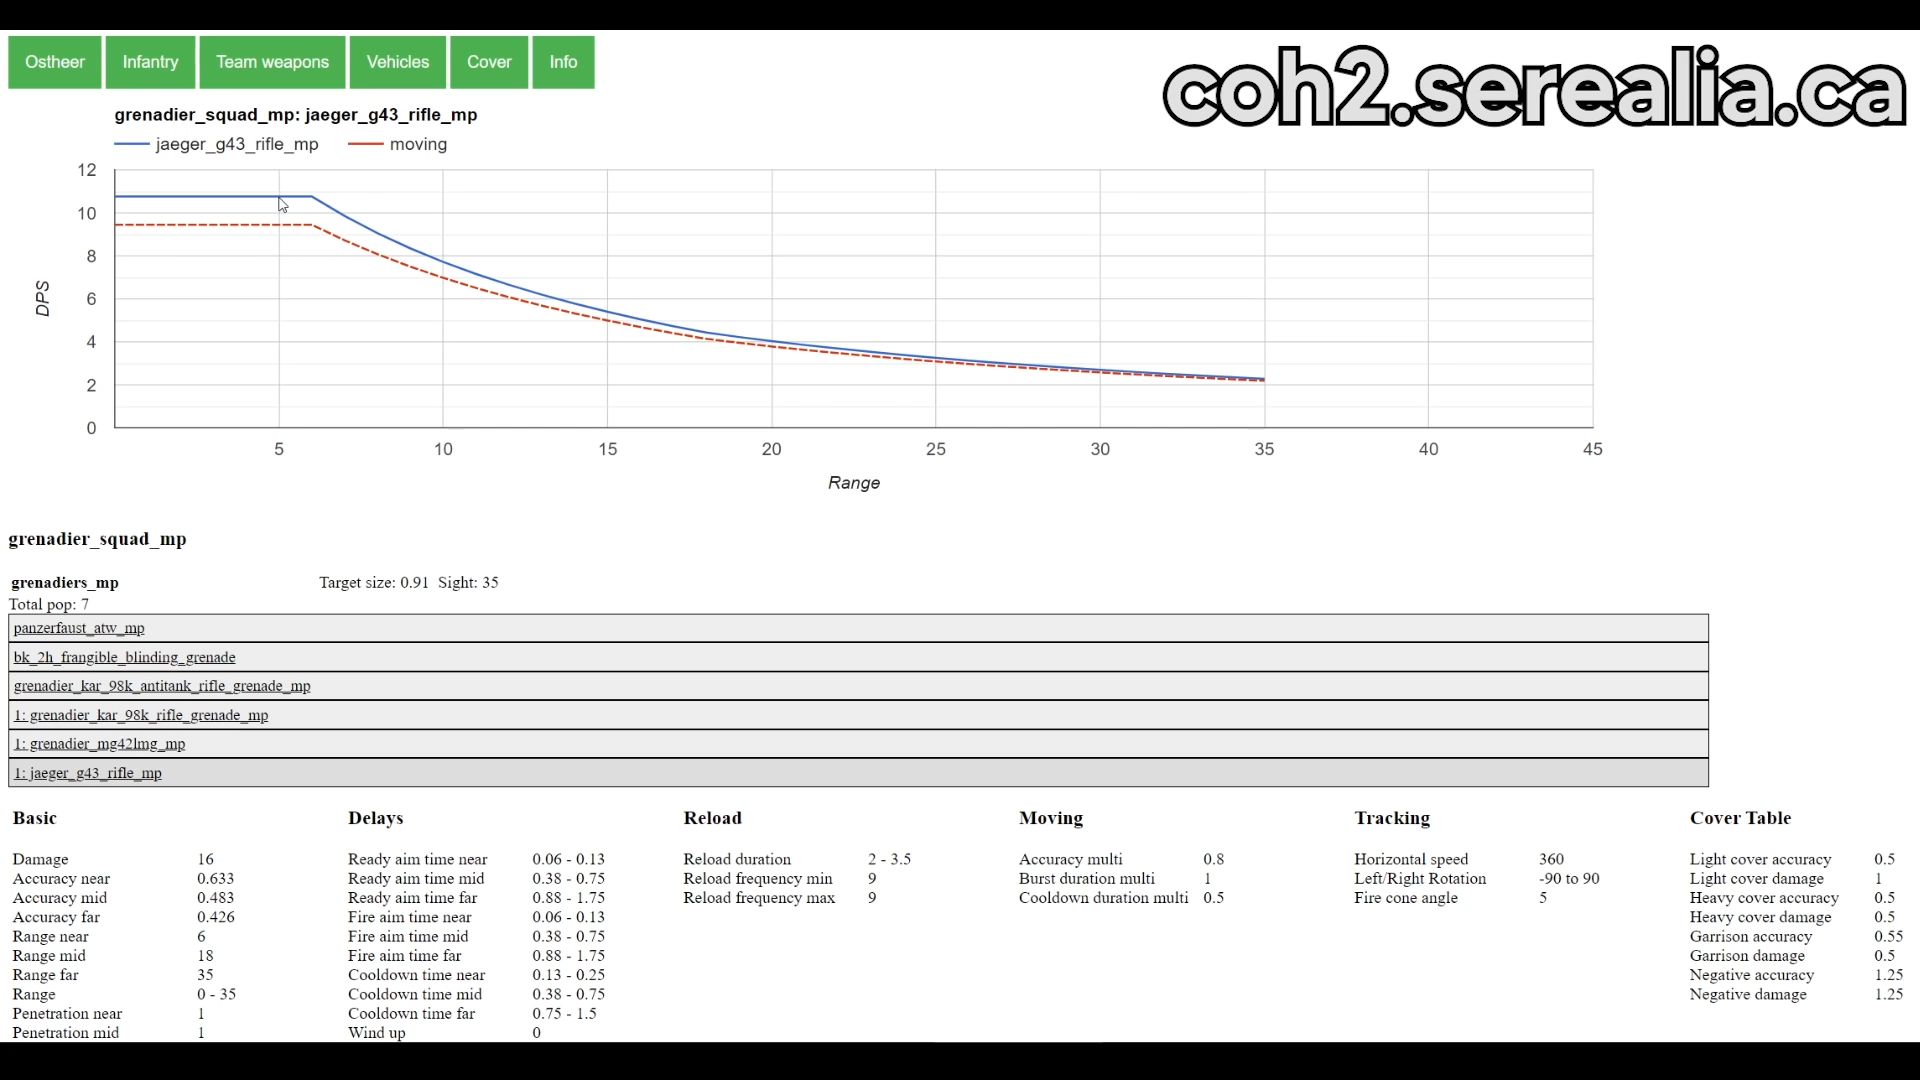 Ostheer Infantry Team weapons Vehicles Cover Info
coh2.serealia.ca
grenadier_squad_mp: jaeger_g43_rifle_mp
jaeger_g43_rifle_mp moving
12
10
8
6
4
2
0
DPS
5 10 15 20 25 30 35 40 45
Range
grenadier_squad_mp
grenadiers_mp Target size: 0.91 Sight: 35
Total pop: 7
panzerfaust_atw_mp
bk_2h_frangible_blinding_grenade
grenadier_kar_98k_antitank_rifle_grenade_mp
1: grenadier_kar_98k_rifle_grenade_mp
1: grenadier_mg42lmg_mp
1: jaeger_g43_rifle_mp
Basic
Damage 16
Accuracy near 0.633
Accuracy mid 0.483
Accuracy far 0.426
Range near 6
Range mid 18
Range far 35
Range 0 - 35
Penetration near 1
Penetration mid 1
Delays
Ready aim time near 0.06 - 0.13
Ready aim time mid 0.38 - 0.75
Ready aim time far 0.88 - 1.75
Fire aim time near 0.06 - 0.13
Fire aim time mid 0.38 - 0.75
Fire aim time far 0.88 - 1.75
Cooldown time near 0.13 - 0.25
Cooldown time mid 0.38 - 0.75
Cooldown time far 0.75 - 1.5
Wind up 0
Reload
Reload duration 2 - 3.5
Reload frequency min 9
Reload frequency max 9
Moving
Accuracy multi 0.8
Burst duration multi 1
Cooldown duration multi 0.5
Tracking
Horizontal speed 360
Left/Right Rotation -90 to 90
Fire cone angle 5
Cover Table
Light cover accuracy 0.5
Light cover damage 1
Heavy cover accuracy 0.5
Heavy cover damage 0.5
Garrison accuracy 0.55
Garrison damage 0.5
Negative accuracy 1.25
Negative damage 1.25